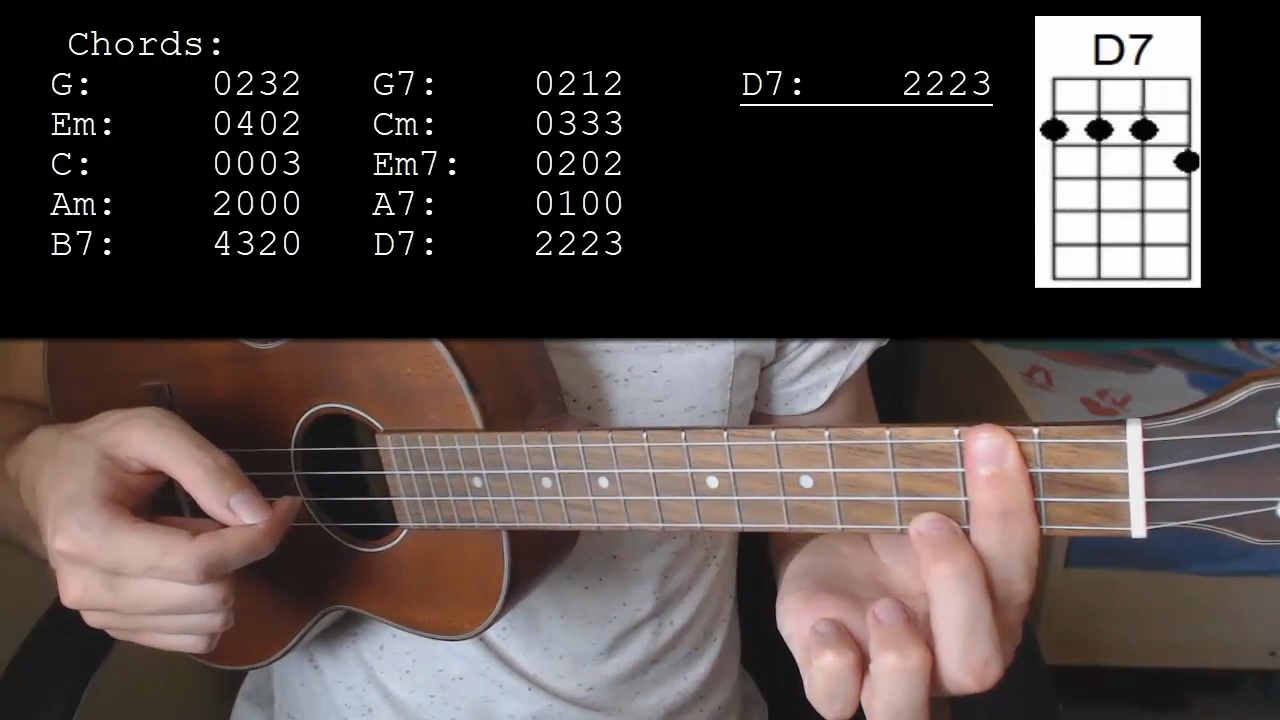 Chords:
G: 0232 G7: 0212 D7: 2223
Em: 0402 Cm: 0333
C: 0003 Em7: 0202
Am: 2000 A7: 0100
B7: 4320 D7: 2223
D7